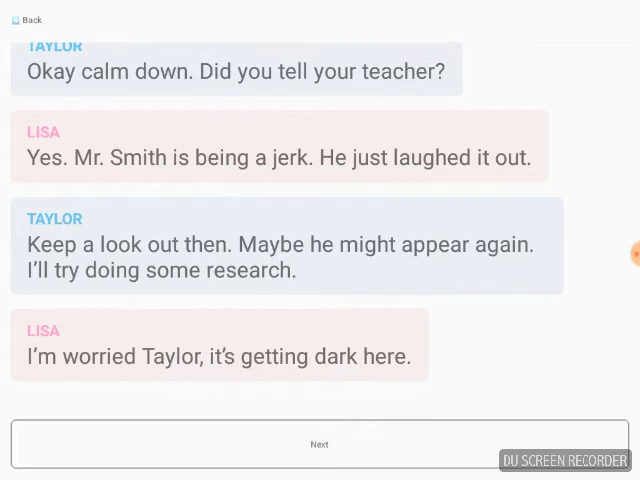 Back
TAYLOR
Okay calm down. Did you tell your teacher?
LISA
Yes. Mr. Smith is being a jerk. He just laughed it out.
TAYLOR
Keep a look out then. Maybe he might appear again.
I'll try doing some research.
LISA
I'm worried Taylor, it's getting dark here.
Next
DU SCREEN RECORDER